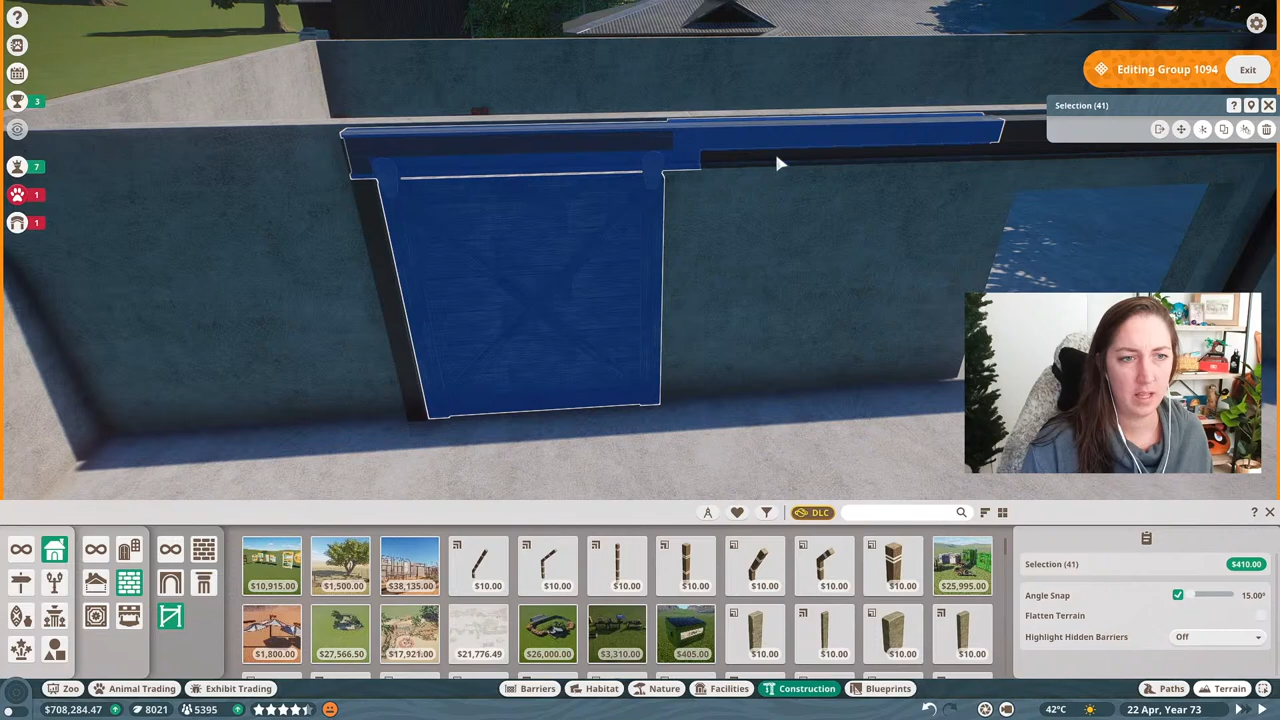 ?
Editing Group 1094
Exit
3
Selection (41)
?
7
1
1
DLC
?
$10,915.00
$1,500.00
$38,135.00
$10.00
$10.00
$10.00
$10.00
$10.00
$10.00
$10.00
$25,995.00
$1,800.00
$27,566.50
$17,921.00
$21,776.49
$26,000.00
$3,310.00
$405.00
$10.00
$10.00
$10.00
$10.00
Selection (41)
$410.00
Angle Snap
15.00°
Flatten Terrain
Highlight Hidden Barriers
Off
Zoo
Animal Trading
Exhibit Trading
Barriers
Habitat
Nature
Facilities
Construction
Blueprints
Paths
Terrain
$708,284.47
8021
5395
42°C
22 Apr, Year 73